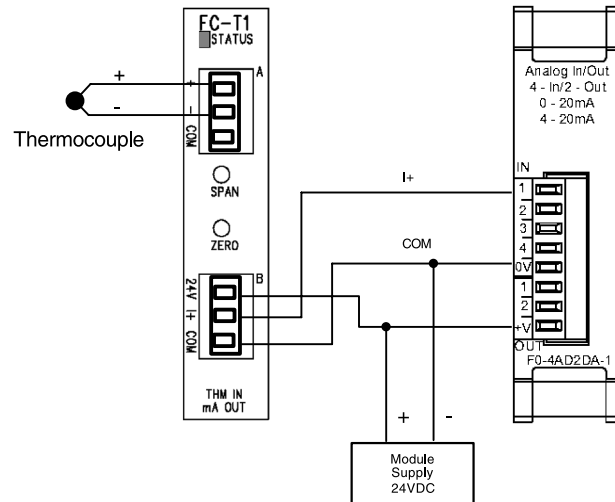 FC-T1
STATUS
A
+
-
COM
+
-
Thermocouple
SPAN
ZERO
B
24V
I+
COM
THM IN
mA OUT
I+
COM
Analog In/Out
4 - In/2 - Out
0 - 20mA
4 - 20mA
IN
1
2
3
4
0V
1
2
+V
OUT
F0-4AD2DA-1
+
-
Module
Supply
24VDC